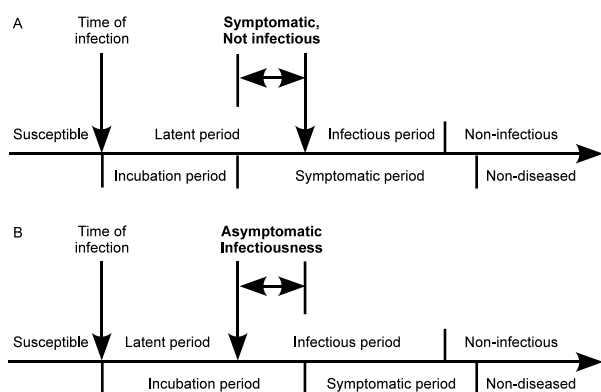 A
Time of
infection
Symptomatic,
Not infectious
Susceptible
Latent period
Infectious period
Non-infectious
Incubation period
Symptomatic period
Non-diseased
B
Time of
infection
Asymptomatic
Infectiousness
Susceptible
Latent period
Infectious period
Non-infectious
Incubation period
Symptomatic period
Non-diseased